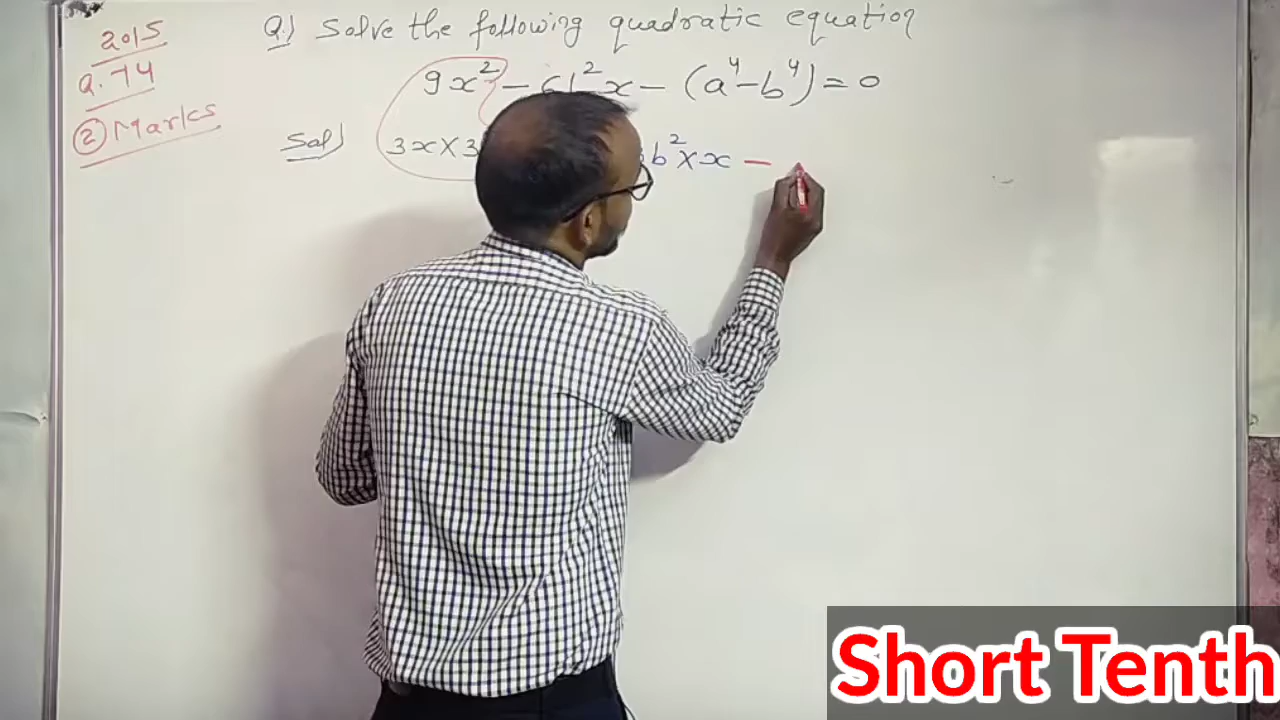 2015
Q.74
② Marks
Q.) Solve the following quadratic equation
9x² - 6b²x - (a⁴-b⁴) = 0
Sol) 3x×3 b²×x -
Short Tenth